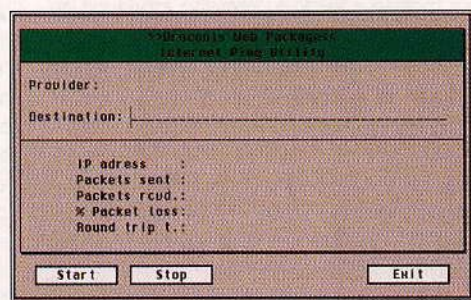 >>Draconis Web Package<<
Internet Ping Utility
Provider:
Destination:
IP adress :
Packets sent :
Packets rcvd.:
% Packet loss:
Round trip t.:
Start Stop Exit